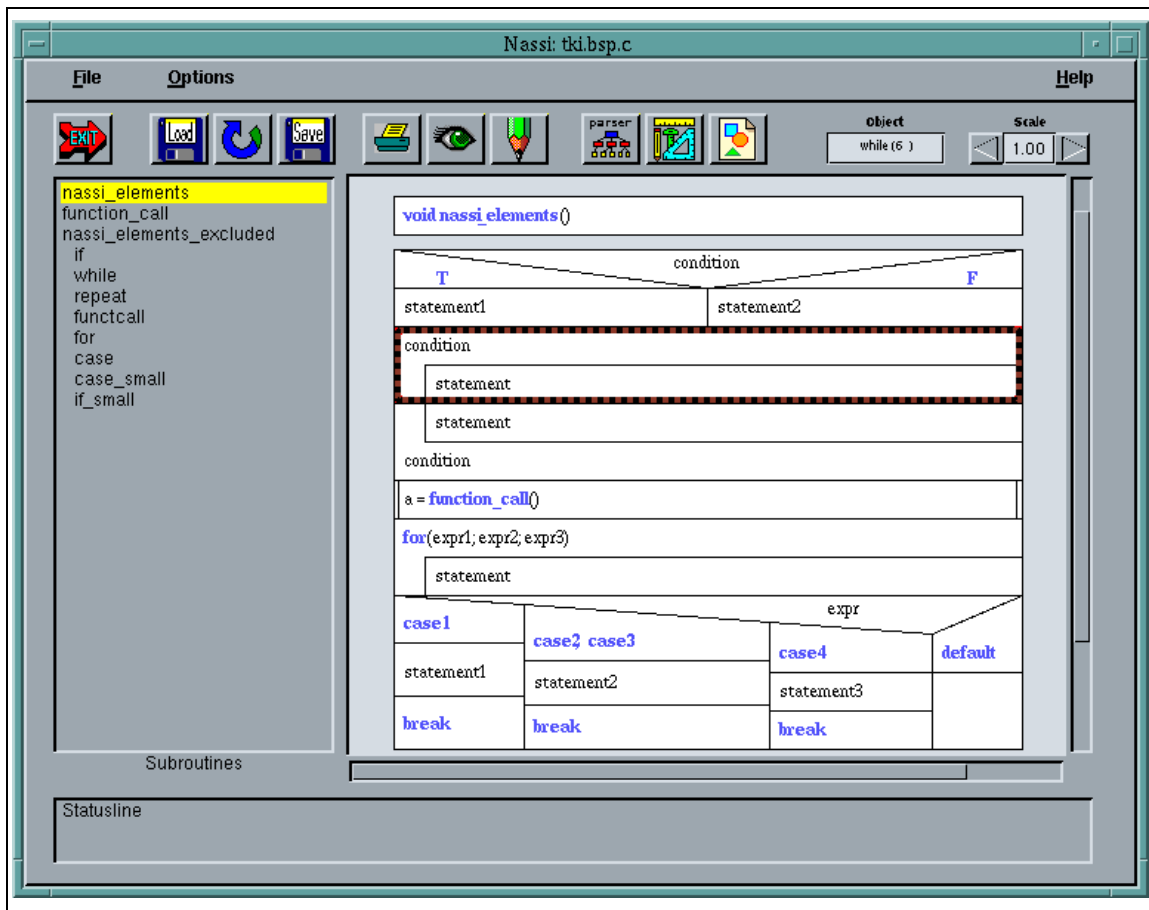 Nassi: tki.bsp.c
File Options Help
EXIT Load Save parser Object Scale
while (6 ) 1.00
nassi_elements
function_call
nassi_elements_excluded
if
while
repeat
functcall
for
case
case_small
if_small
Subroutines
void nassi_elements()
condition
T F
statement1 statement2
condition
statement
statement
condition
a = function_call()
for(expr1; expr2; expr3)
statement
expr
case1 case2, case3 case4 default
statement1 statement2 statement3
break break break
Statusline